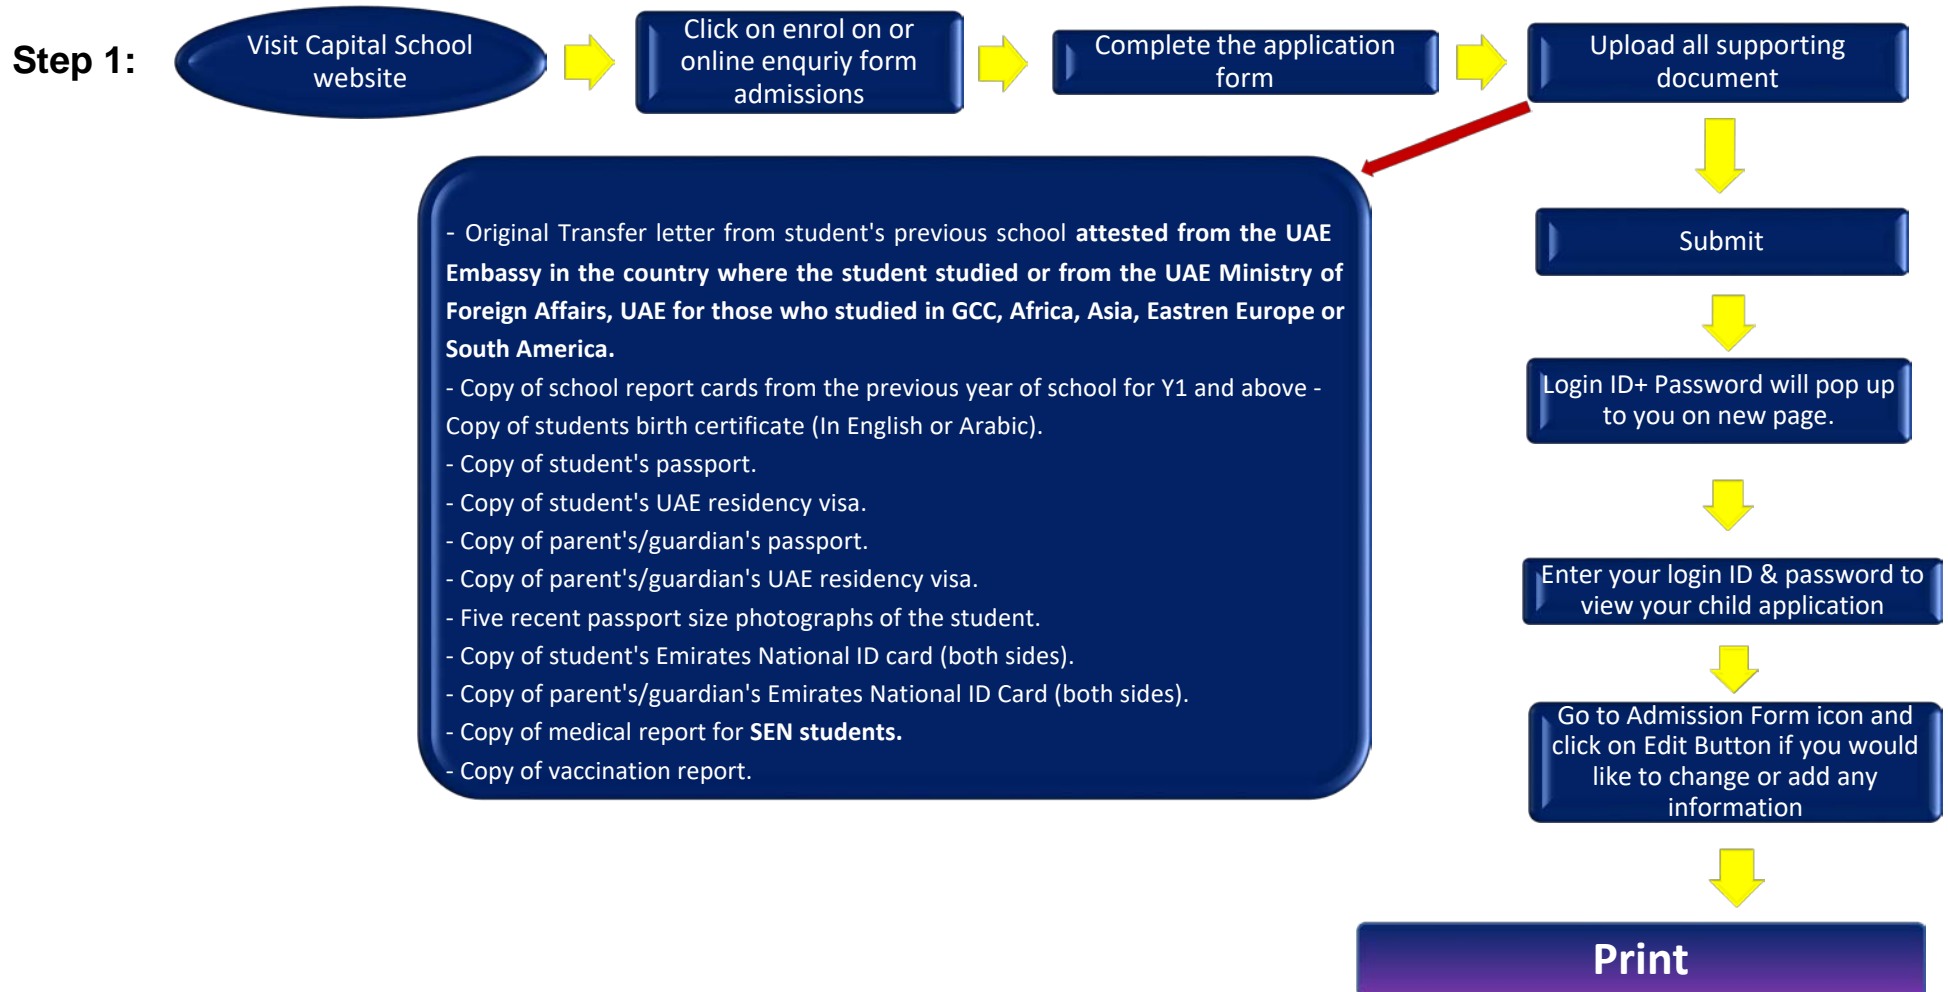 Step 1:
Visit Capital School
website
Click on enrol on or
online enquriy form
admissions
Complete the application
form
Upload all supporting
document
- Original Transfer letter from student's previous school attested from the UAE
Embassy in the country where the student studied or from the UAE Ministry of
Foreign Affairs, UAE for those who studied in GCC, Africa, Asia, Eastren Europe or
South America.
- Copy of school report cards from the previous year of school for Y1 and above -
Copy of students birth certificate (In English or Arabic).
- Copy of student's passport.
- Copy of student's UAE residency visa.
- Copy of parent's/guardian's passport.
- Copy of parent's/guardian's UAE residency visa.
- Five recent passport size photographs of the student.
- Copy of student's Emirates National ID card (both sides).
- Copy of parent's/guardian's Emirates National ID Card (both sides).
- Copy of medical report for SEN students.
- Copy of vaccination report.
Submit
Login ID+ Password will pop up
to you on new page.
Enter your login ID & password to
view your child application
Go to Admission Form icon and
click on Edit Button if you would
like to change or add any
information
Print